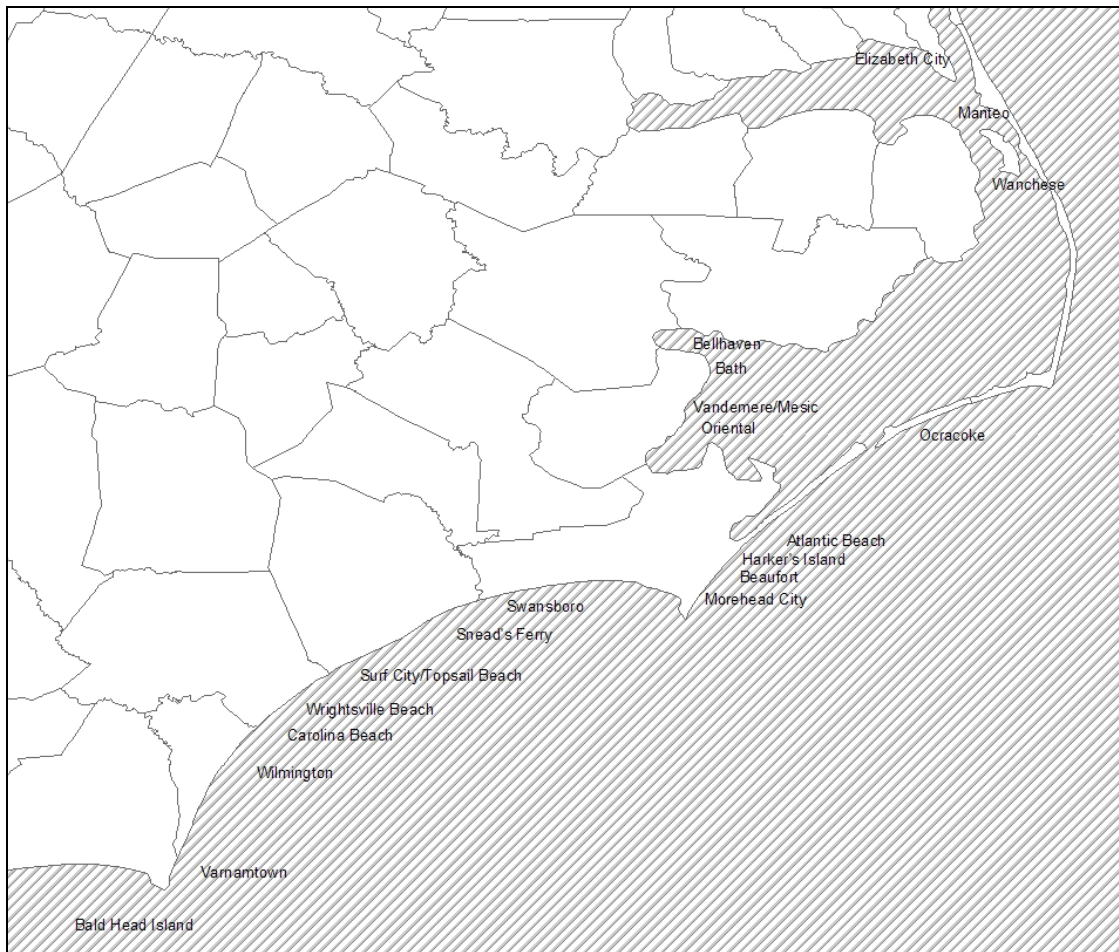 Elizabeth City
Manteo
Wanchese
Bellhaven
Bath
Vandemere/Mesic
Oriental
Ocracoke
Atlantic Beach
Harker's Island
Beaufort
Morehead City
Swansboro
Snead's Ferry
Surf City/Topsail Beach
Wrightsville Beach
Carolina Beach
Wilmington
Varnamtown
Bald Head Island